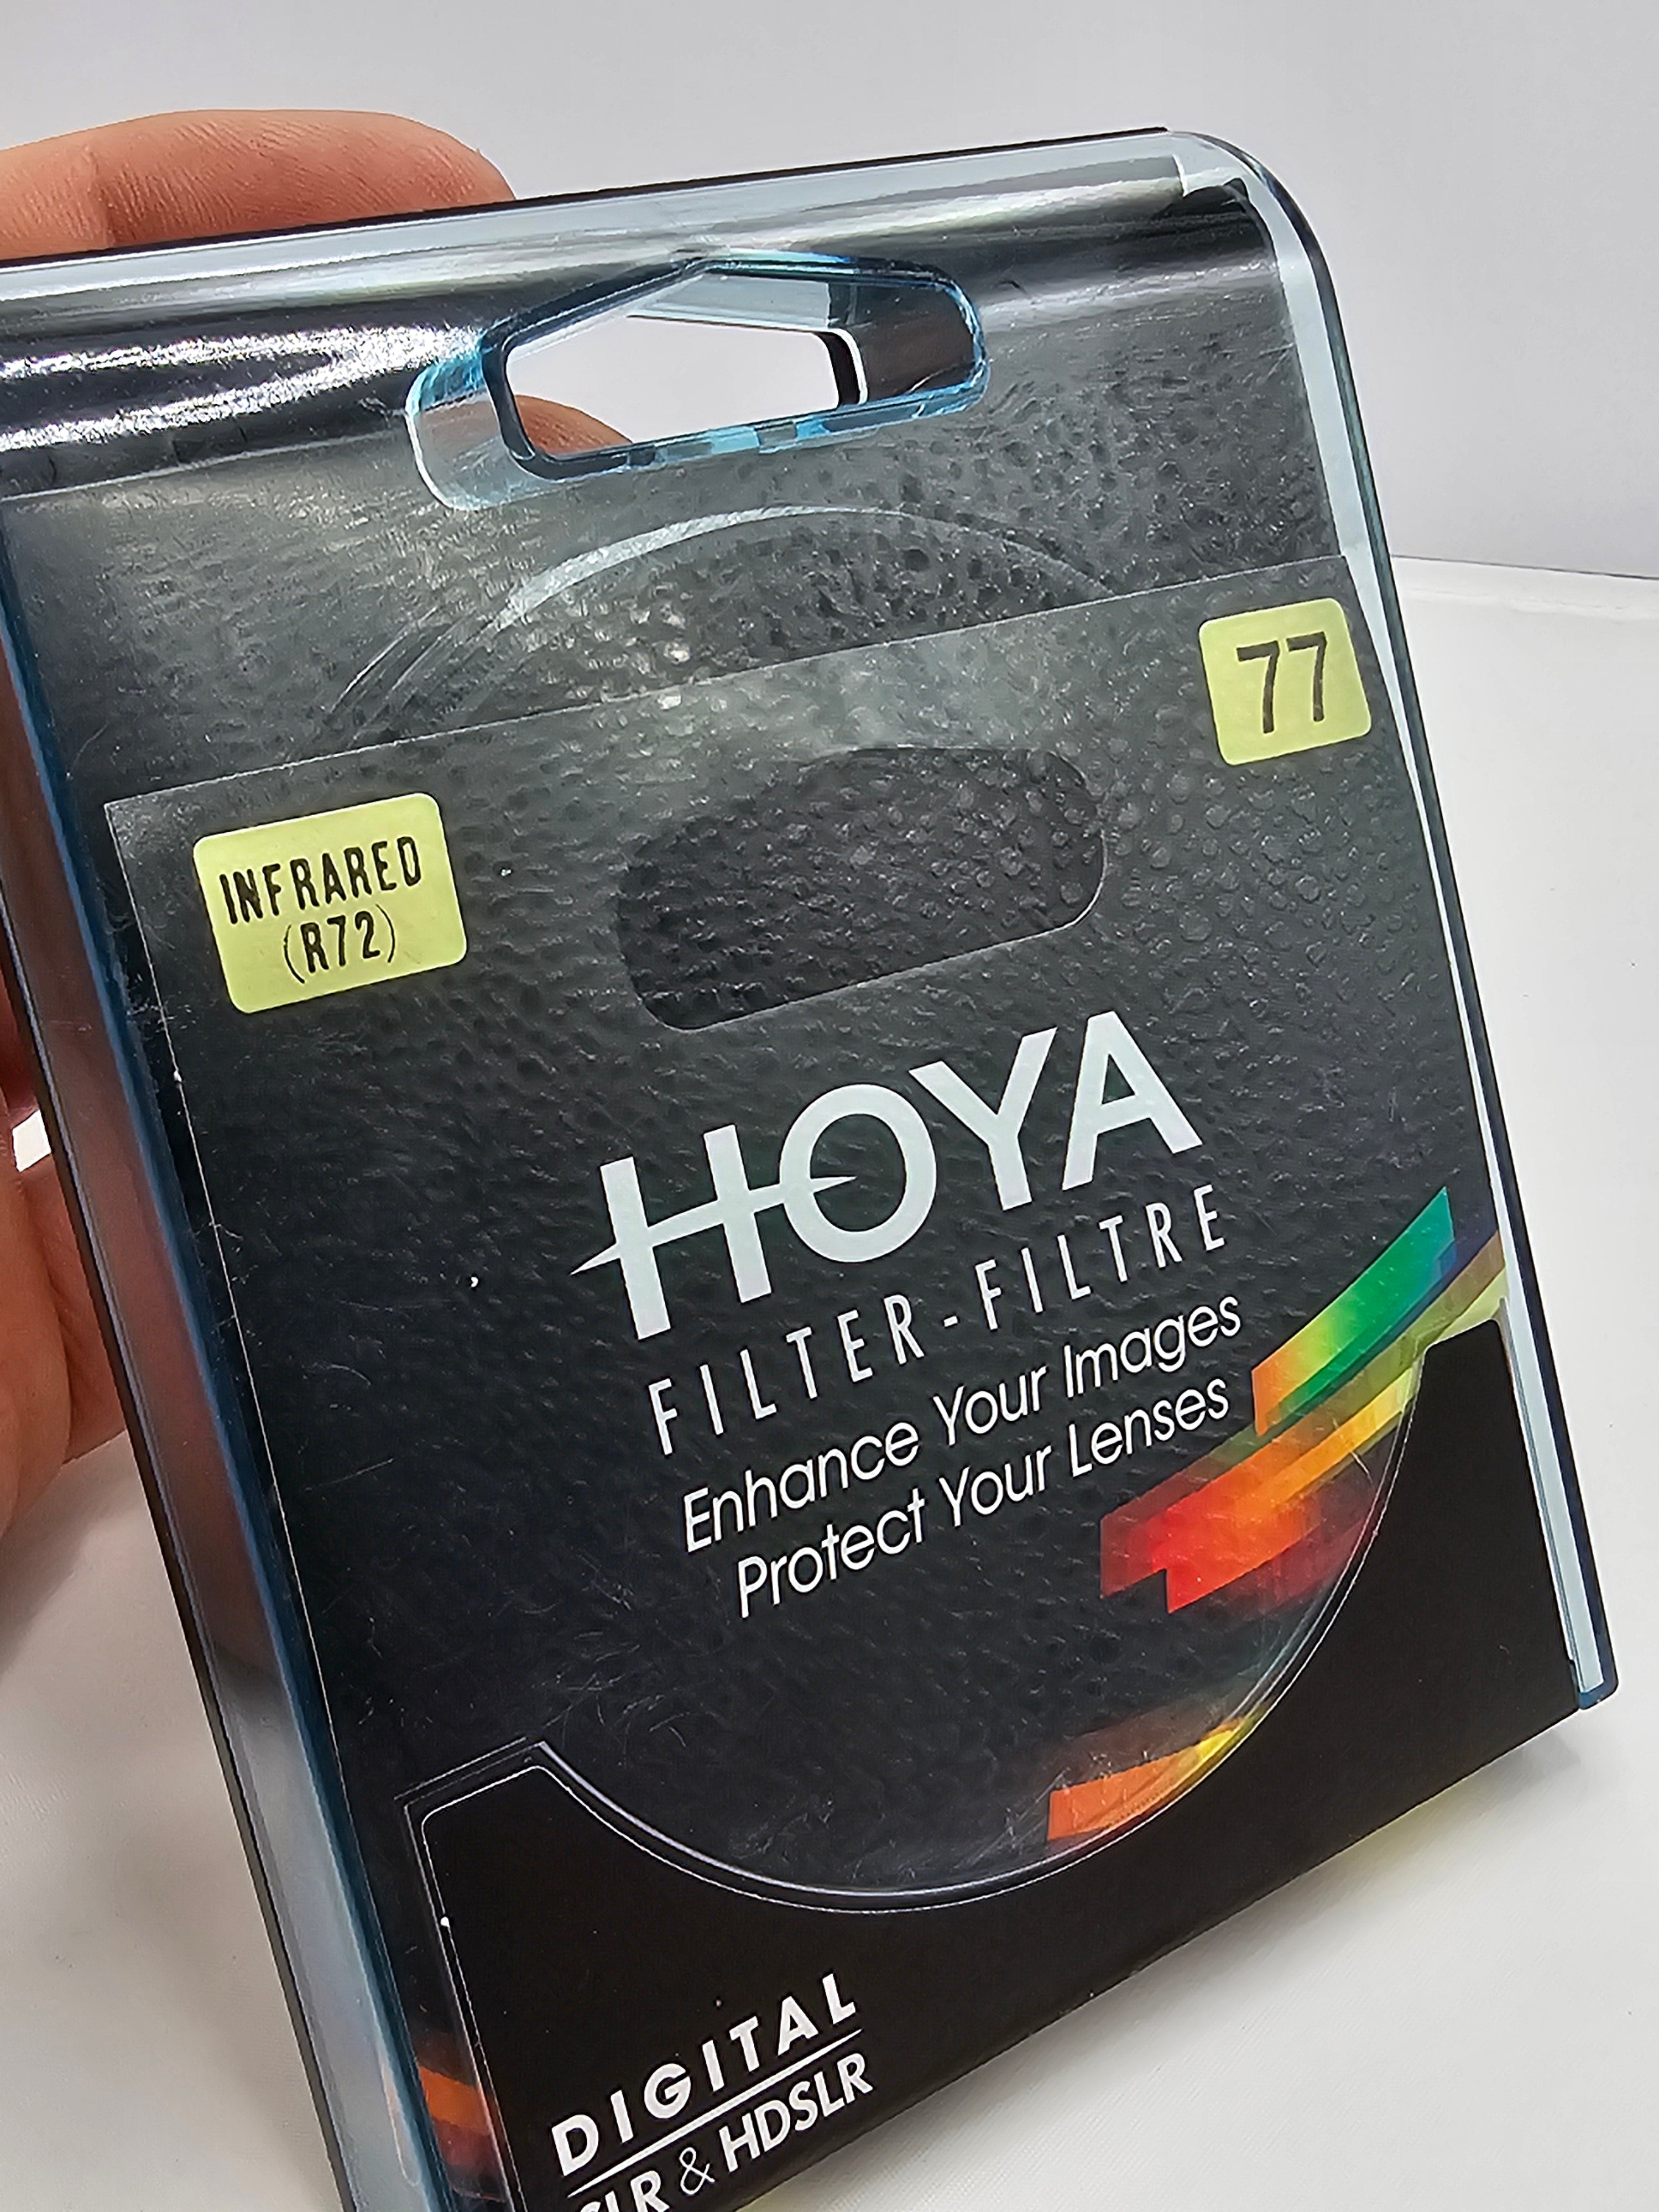 77
INFRARED
(R72)
HOYA
FILTER-FILTRE
Enhance Your Images
Protect Your Lenses
DIGITAL
SLR & HDSLR